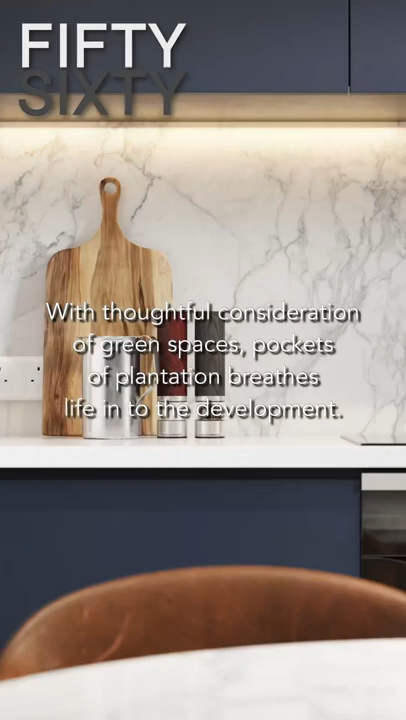 FIFTY
SIXTY
With thoughtful consideration
of green spaces, pockets
of plantation breathes
life in to the development.